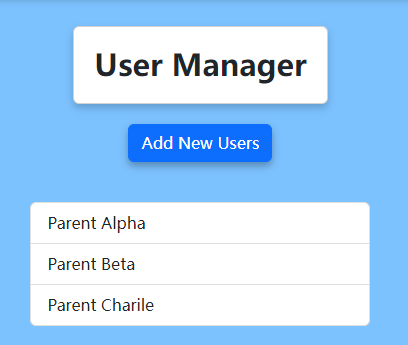 User Manager
Add New Users
Parent Alpha
Parent Beta
Parent Charile